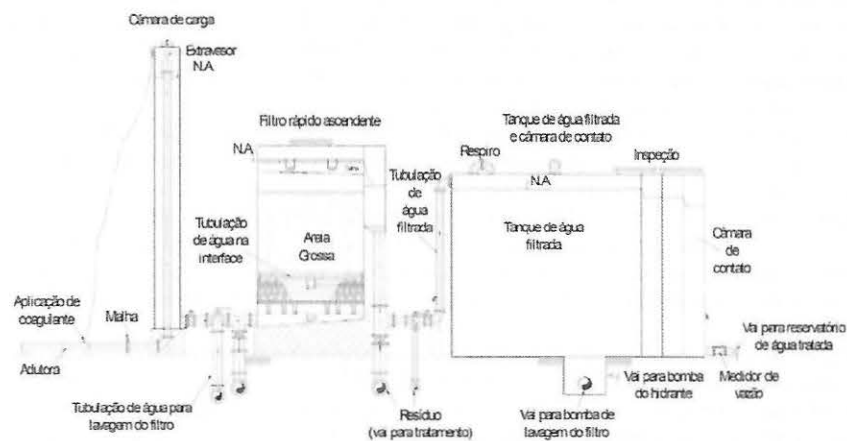 Câmara de carga
Extravesor
N.A
Filtro rápido ascendente
N.A
Tanque de água filtrada
e câmara de contato
Respiro
Inspeção
N.A
Tubulação
de
água
filtrada
Tubulação
de água na
interface
Areia
Grossa
Tanque de água
filtrada
Câmara
de
contato
Aplicação de
coagulante
Malha
Adutora
Vai para reservatório
de água tratada
Tubulação de água para
lavagem do filtro
Resíduo
(vai para tratamento)
Vai para bomba de
lavagem do filtro
Vai para bomba
do hidrante
Medidor de
vazão